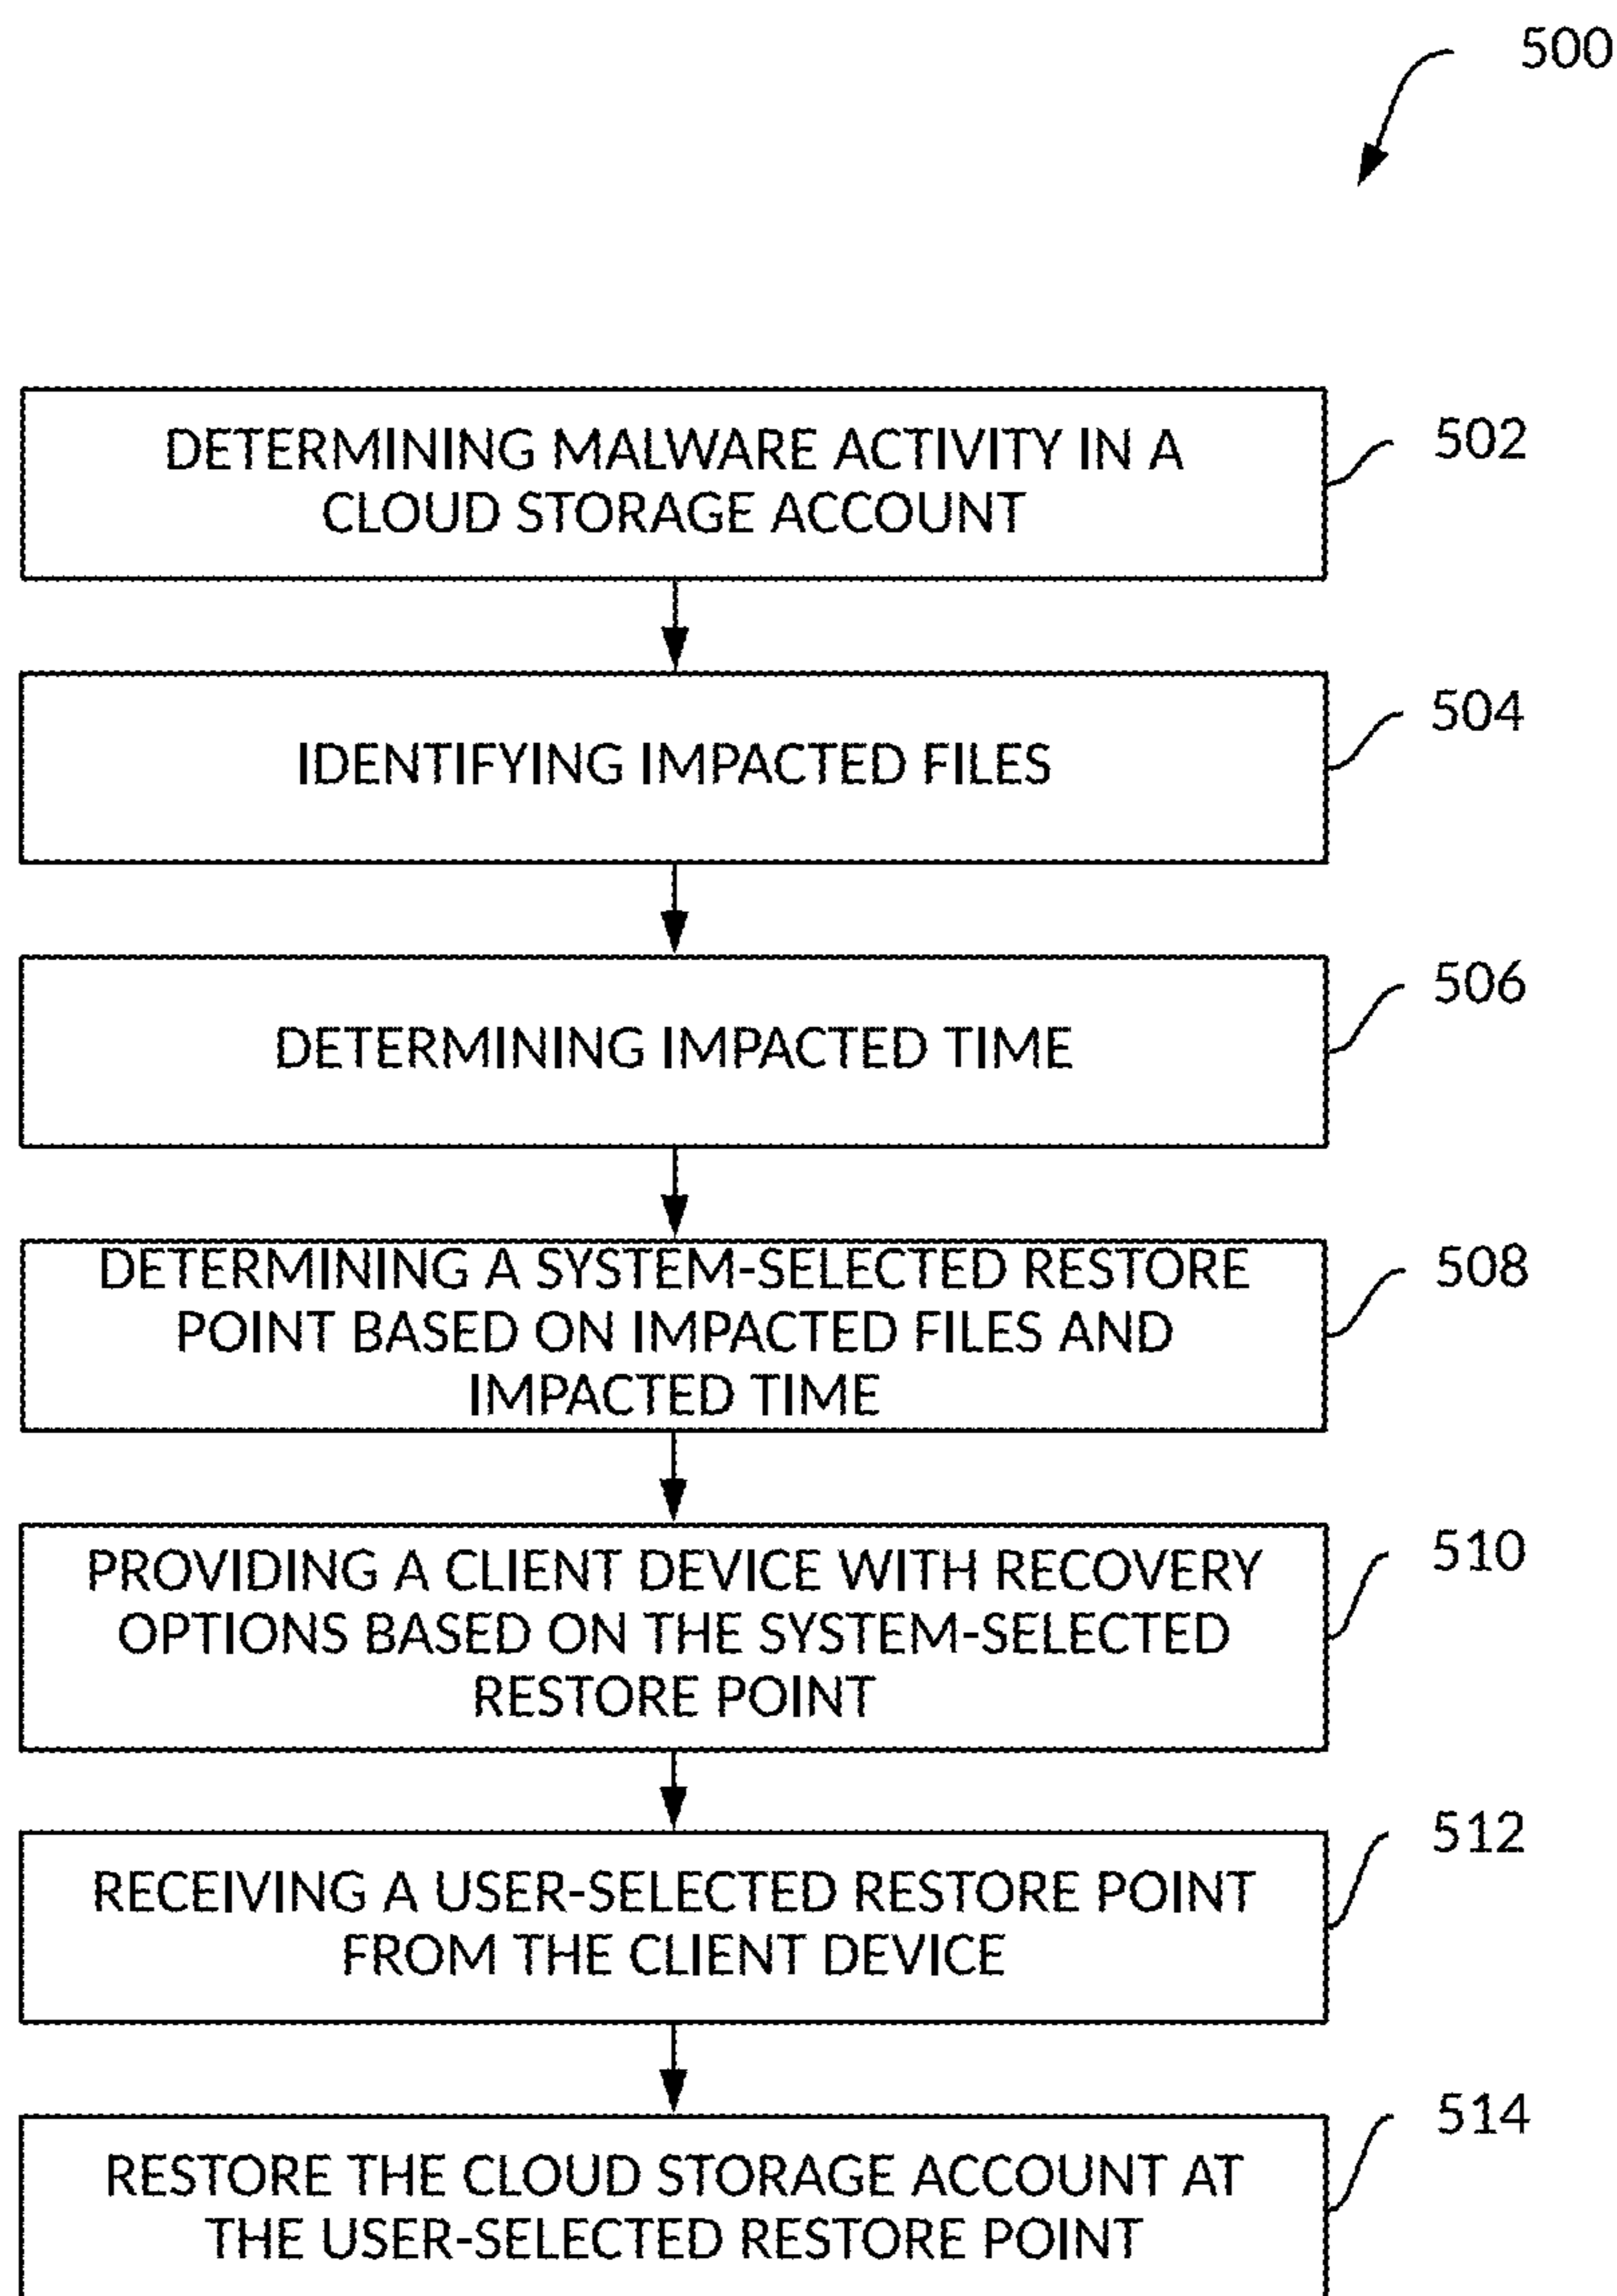 500
DETERMINING MALWARE ACTIVITY IN A
CLOUD STORAGE ACCOUNT
502
IDENTIFYING IMPACTED FILES
504
DETERMINING IMPACTED TIME
506
DETERMINING A SYSTEM-SELECTED RESTORE
POINT BASED ON IMPACTED FILES AND
IMPACTED TIME
508
PROVIDING A CLIENT DEVICE WITH RECOVERY
OPTIONS BASED ON THE SYSTEM-SELECTED
RESTORE POINT
510
RECEIVING A USER-SELECTED RESTORE POINT
FROM THE CLIENT DEVICE
512
RESTORE THE CLOUD STORAGE ACCOUNT AT
THE USER-SELECTED RESTORE POINT
514